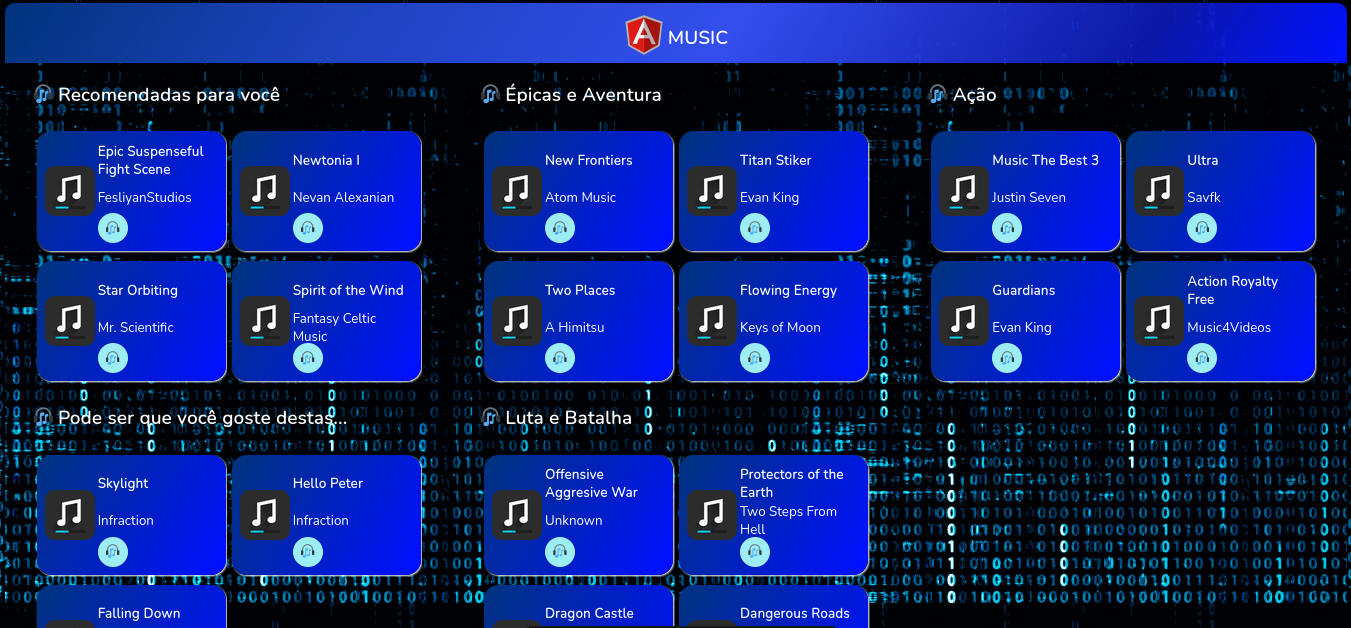 MUSIC
Recomendadas para você
Epic Suspenseful
Fight Scene
FesliyanStudios
Newtonia I
Nevan Alexanian
Star Orbiting
Mr. Scientific
Spirit of the Wind
Fantasy Celtic
Music
Épicas e Aventura
New Frontiers
Atom Music
Titan Stiker
Evan King
Two Places
A Himitsu
Flowing Energy
Keys of Moon
Ação
Music The Best 3
Justin Seven
Ultra
Savfk
Guardians
Evan King
Action Royalty
Free
Music4Videos
Pode ser que você goste destas...
Skylight
Infraction
Hello Peter
Infraction
Falling Down
Luta e Batalha
Offensive
Aggresive War
Unknown
Protectors of the
Earth
Two Steps From
Hell
Dragon Castle
Dangerous Roads